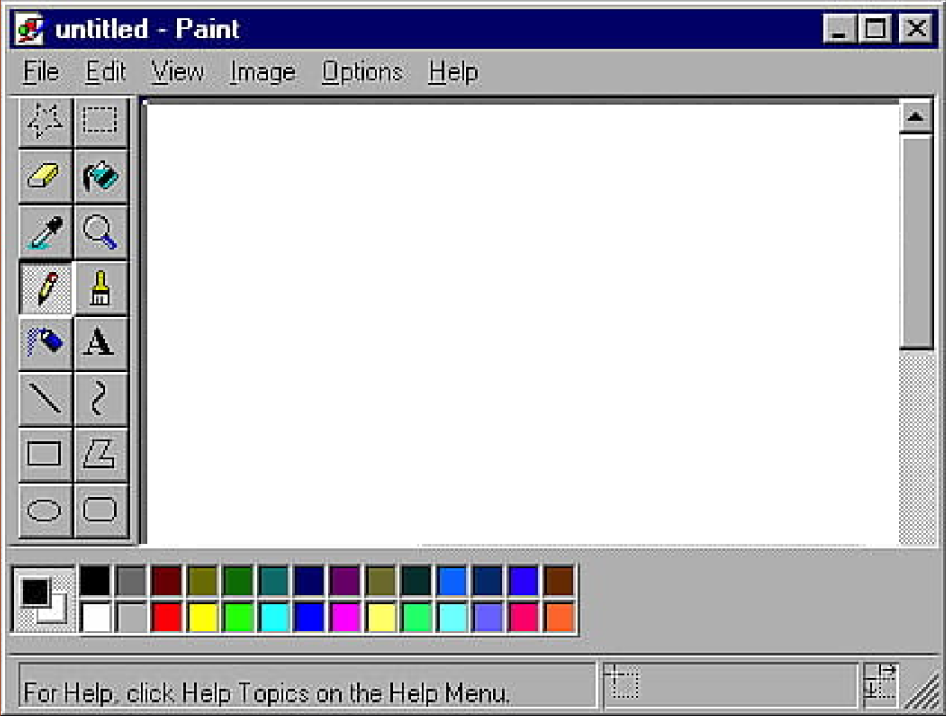 untitled - Paint
File Edit View Image Options Help
A
For Help, click Help Topics on the Help Menu.